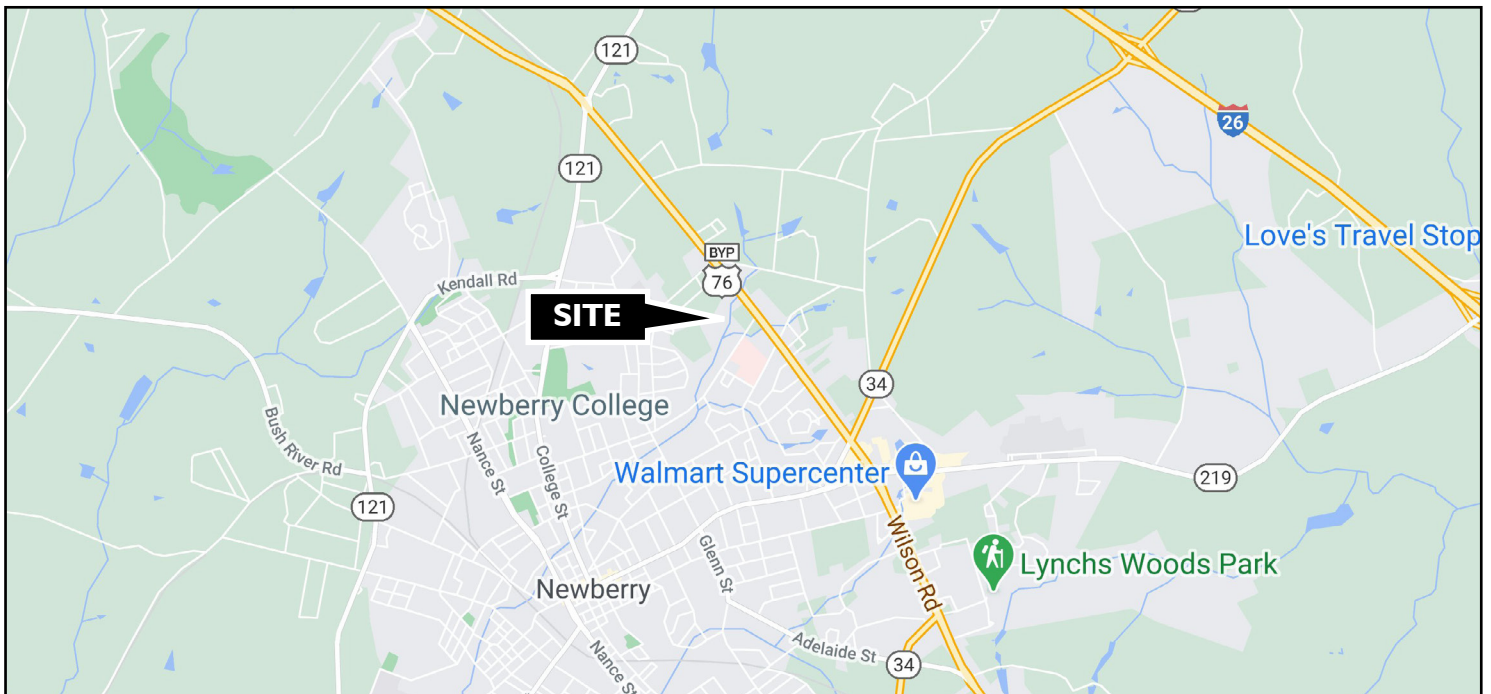 121
26
121
Love's Travel Stop
BYP
76
Kendall Rd
SITE
34
Newberry College
Bush River Rd
Nance St
College St
Walmart Supercenter
219
121
Wilson Rd
Glenn St
Lynchs Woods Park
Newberry
Adelaide St
Nance St
34